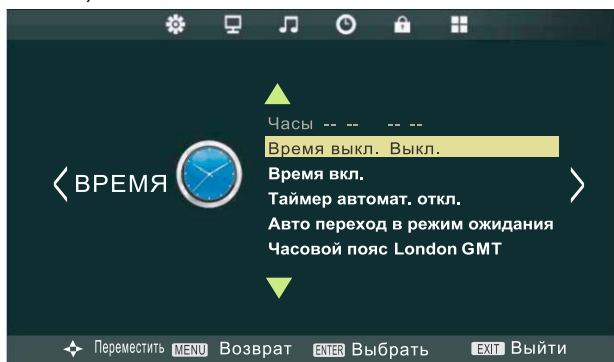 Часы -- -- -- --
Время выкл. Выкл.
ВРЕМЯ
Время вкл.
Таймер автомат. откл.
Авто переход в режим ожидания
Часовой пояс London GMT
Переместить MENU Возврат ENTER Выбрать EXIT Выйти